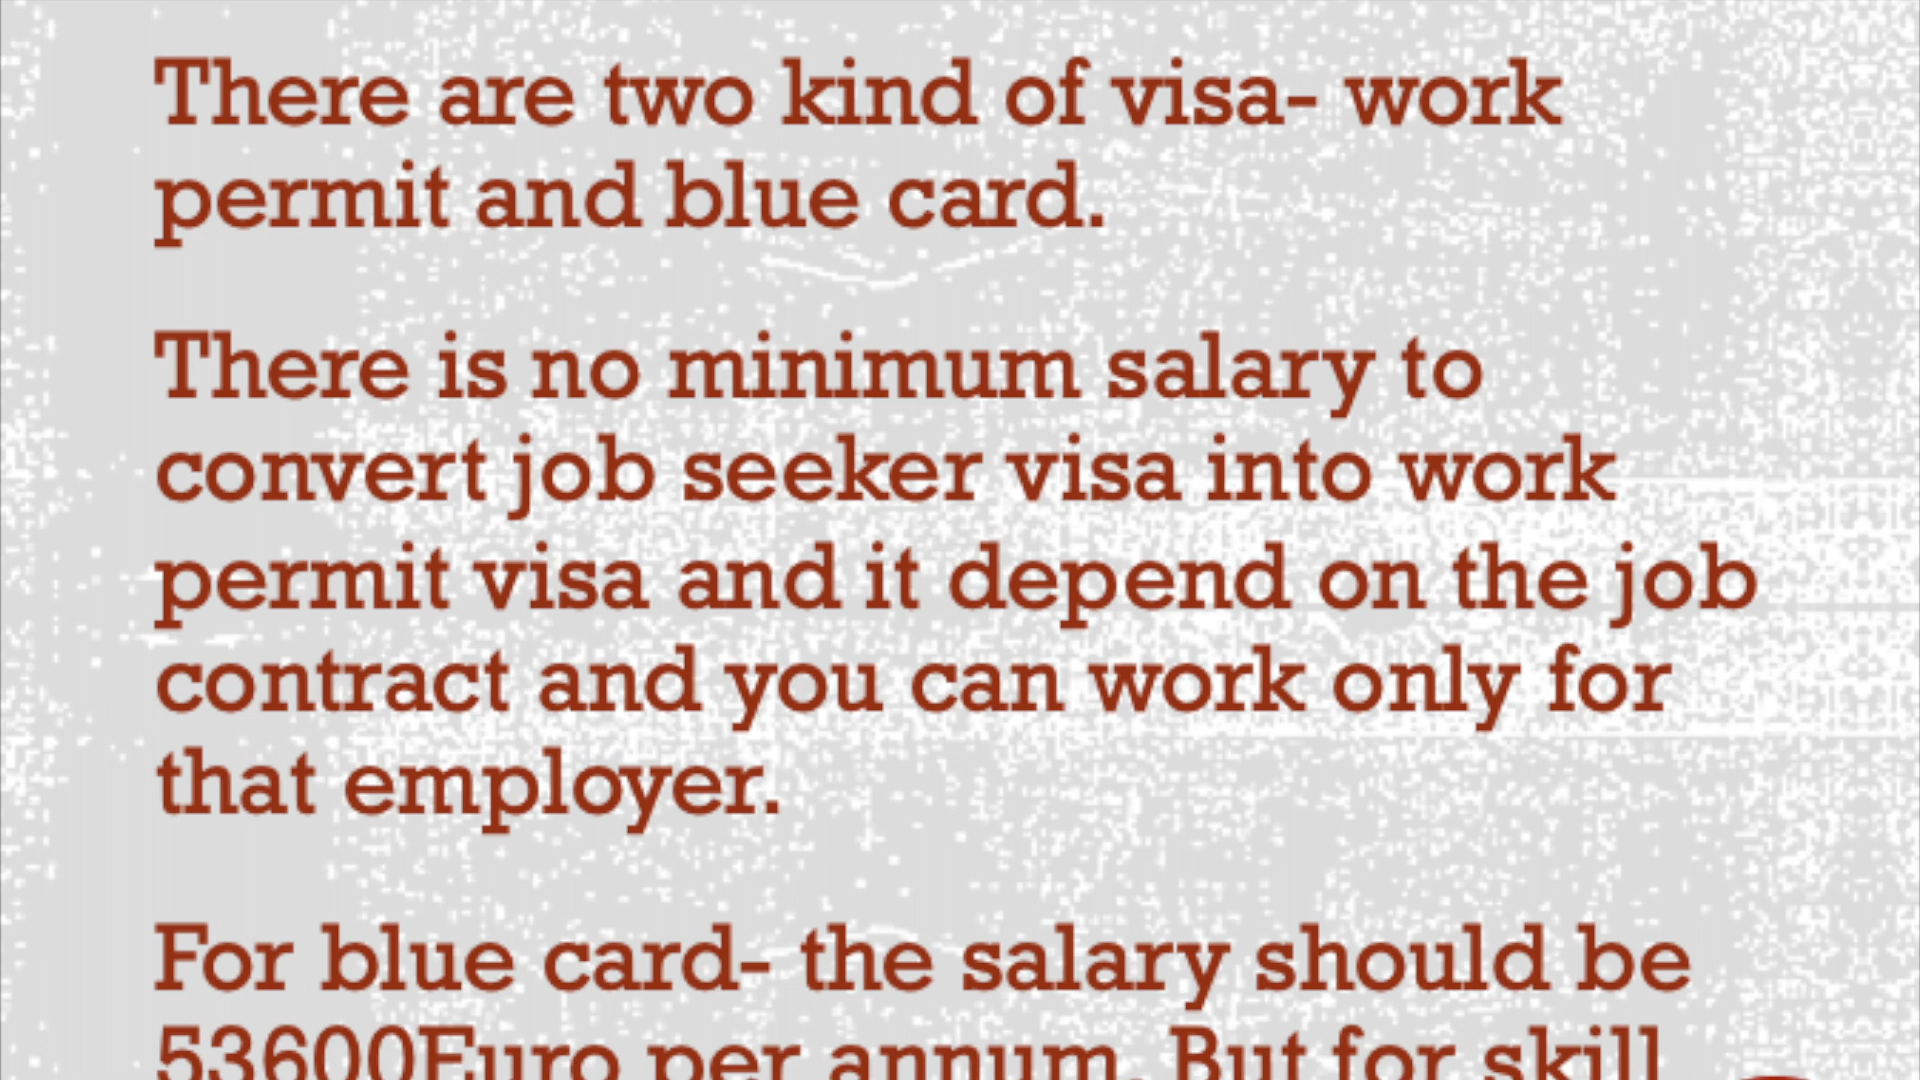 There are two kind of visa- work
permit and blue card.
There is no minimum salary to
convert job seeker visa into work
permit visa and it depend on the job
contract and you can work only for
that employer.
For blue card- the salary should be
53600Euro per annum. But for skill